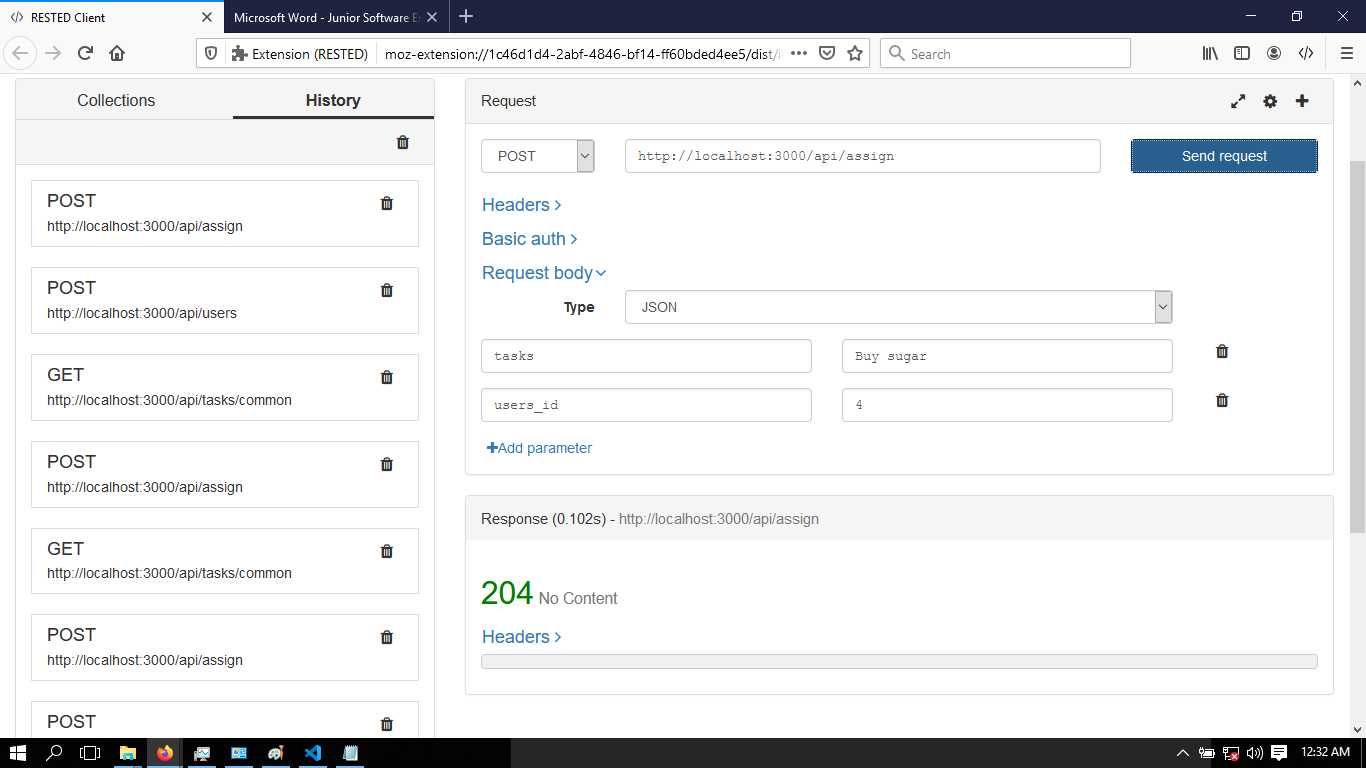 RESTED Client
Microsoft Word - Junior Software E
Extension (RESTED)
moz-extension://1c46d1d4-2abf-4846-bf14-ff60bded4ee5/dist/i
Search
Collections
History
POST
http://localhost:3000/api/assign
POST
http://localhost:3000/api/users
GET
http://localhost:3000/api/tasks/common
POST
http://localhost:3000/api/assign
GET
http://localhost:3000/api/tasks/common
POST
http://localhost:3000/api/assign
POST
Request
POST
http://localhost:3000/api/assign
Send request
Headers
Basic auth
Request body
Type
JSON
tasks
Buy sugar
users_id
4
Add parameter
Response (0.102s) - http://localhost:3000/api/assign
204 No Content
Headers
12:32 AM